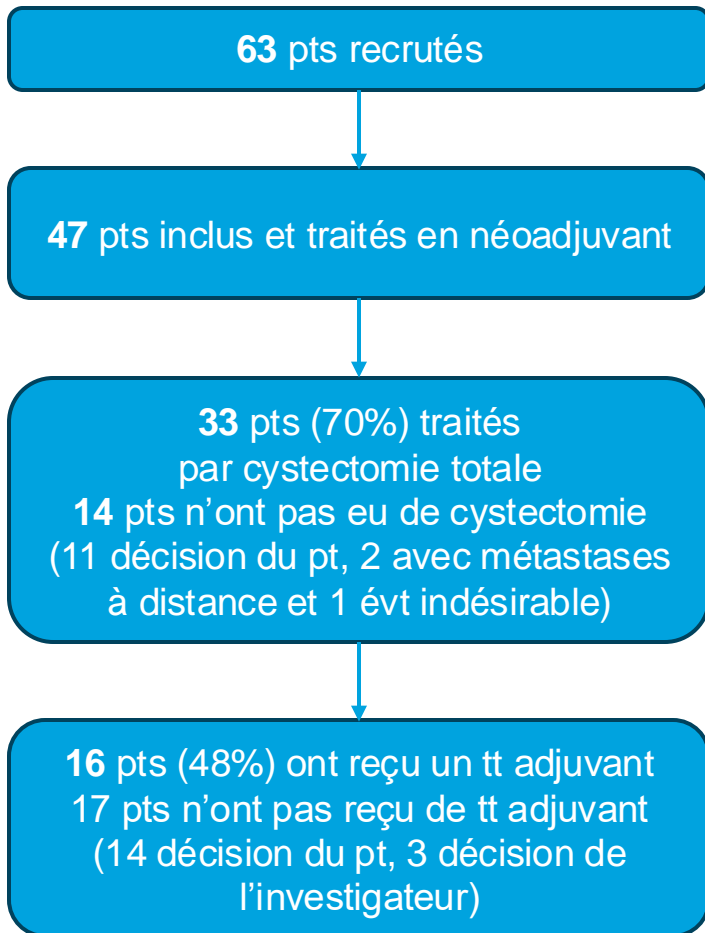 63 pts recrutés
47 pts inclus et traités en néoadjuvant
33 pts (70%) traités
par cystectomie totale
14 pts n’ont pas eu de cystectomie
(11 décision du pt, 2 avec métastases
à distance et 1 évt indésirable)
16 pts (48%) ont reçu un tt adjuvant
17 pts n’ont pas reçu de tt adjuvant
(14 décision du pt, 3 décision de
l’investigateur)